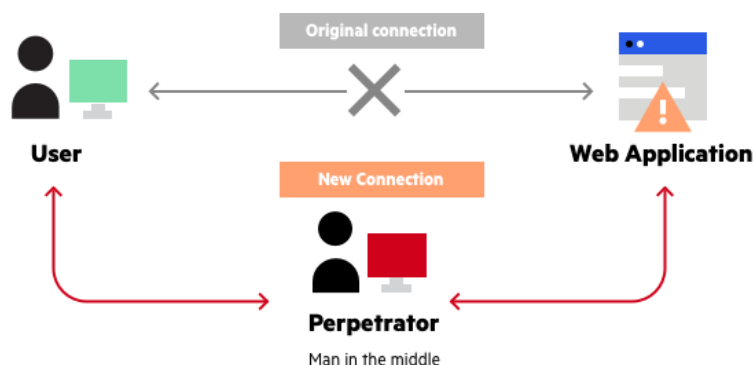 Original connection
User
Web Application
New Connection
Perpetrator
Man in the middle